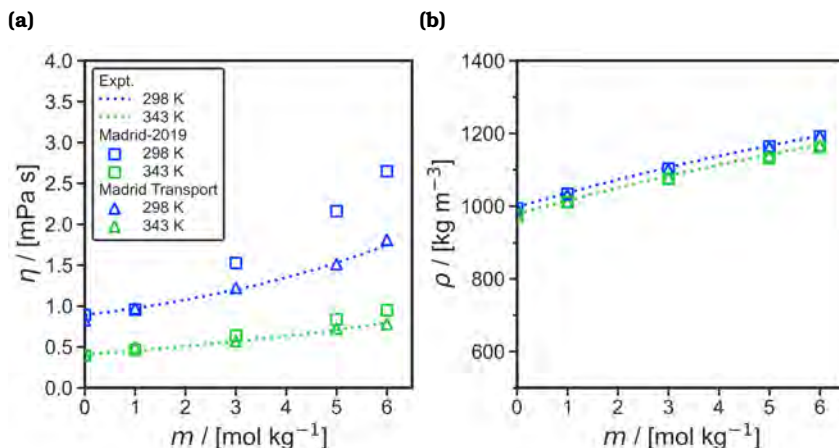 (a)
(b)
4.0
3.5
3.0
2.5
2.0
1.5
1.0
0.5
0.0
η / [mPa s]
Expt.
298 K
343 K
Madrid-2019
298 K
343 K
Madrid Transport
298 K
343 K
0 1 2 3 4 5 6
m / [mol kg⁻¹]
1400
1200
1000
800
600
ρ / [kg m⁻³]
0 1 2 3 4 5 6
m / [mol kg⁻¹]